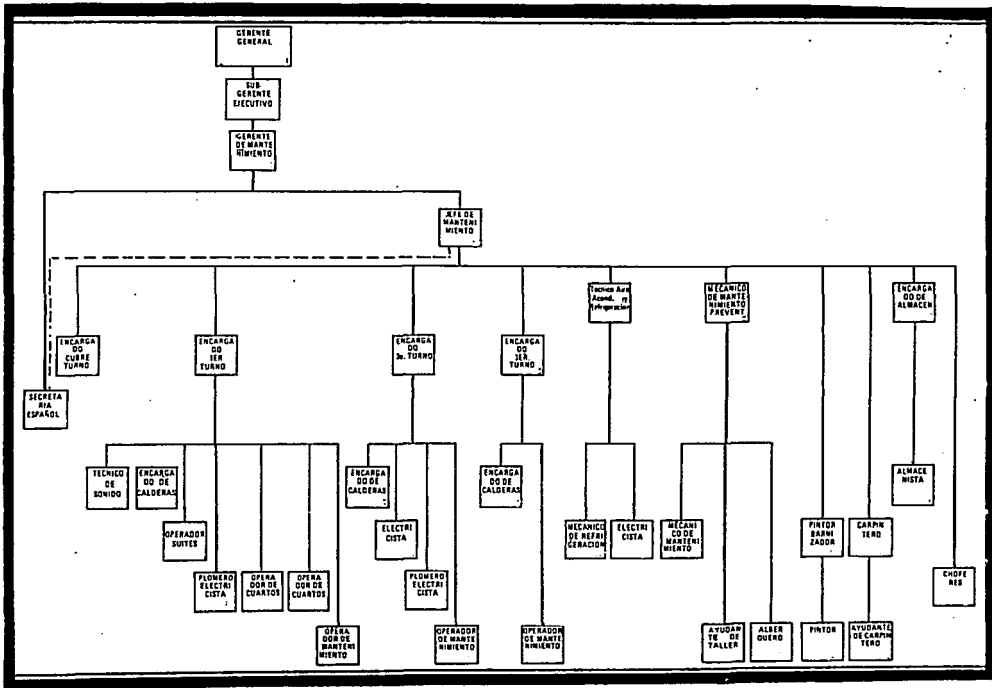 GERENTE
GENERAL
SUB
GERENTE
EJECUTIVO
GERENTE
DE MANTE
NIMIENTO
JEFE DE
MANTENI
MIENTO
Tecnico Aire
Acond. y
Refrigeracion
MECANICO
DE MANTE
NIMIENTO
PREVENT
ENCARGA
DO DE
ALMACEN
ENCARGA
DO
CUBRE
TURNO
ENCARGA
DO
1ER
TURNO
ENCARGA
DO
2o. TURNO
ENCARGA
DO
3ER.
TURNO
SECRETA
RIA
ESPAÑOL
TECNICO
DE
SONIDO
ENCARGA
DO DE
CALDERAS
ENCARGA
DO
DE CALDERAS
ENCARGA
DO DE
CALDERAS
ALMACE
NISTA
OPERADOR
SUITES
ELECTRI
CISTA
MECANICO
DE REFRI
GERACION
ELECTRI
CISTA
MECANI
CO DE
MANTENI
MIENTO
PINTOR
BARNI
ZADOR
CARPIN
TERO
PLOMERO
ELECTRI
CISTA
OPERA
DOR DE
CUARTOS
OPERA
DOR DE
CUARTOS
PLOMERO
ELECTRI
CISTA
CHOFE
RES
OPERA
DOR DE
MANTENI
MIENTO
OPERADOR
DE MANTE
NIMIENTO
OPERADOR
DE MANTE
NIMIENTO
AYUDAN
TE DE
TALLER
ALBER
QUERO
PINTOR
AYUDANTE
DE CARPIN
TERO